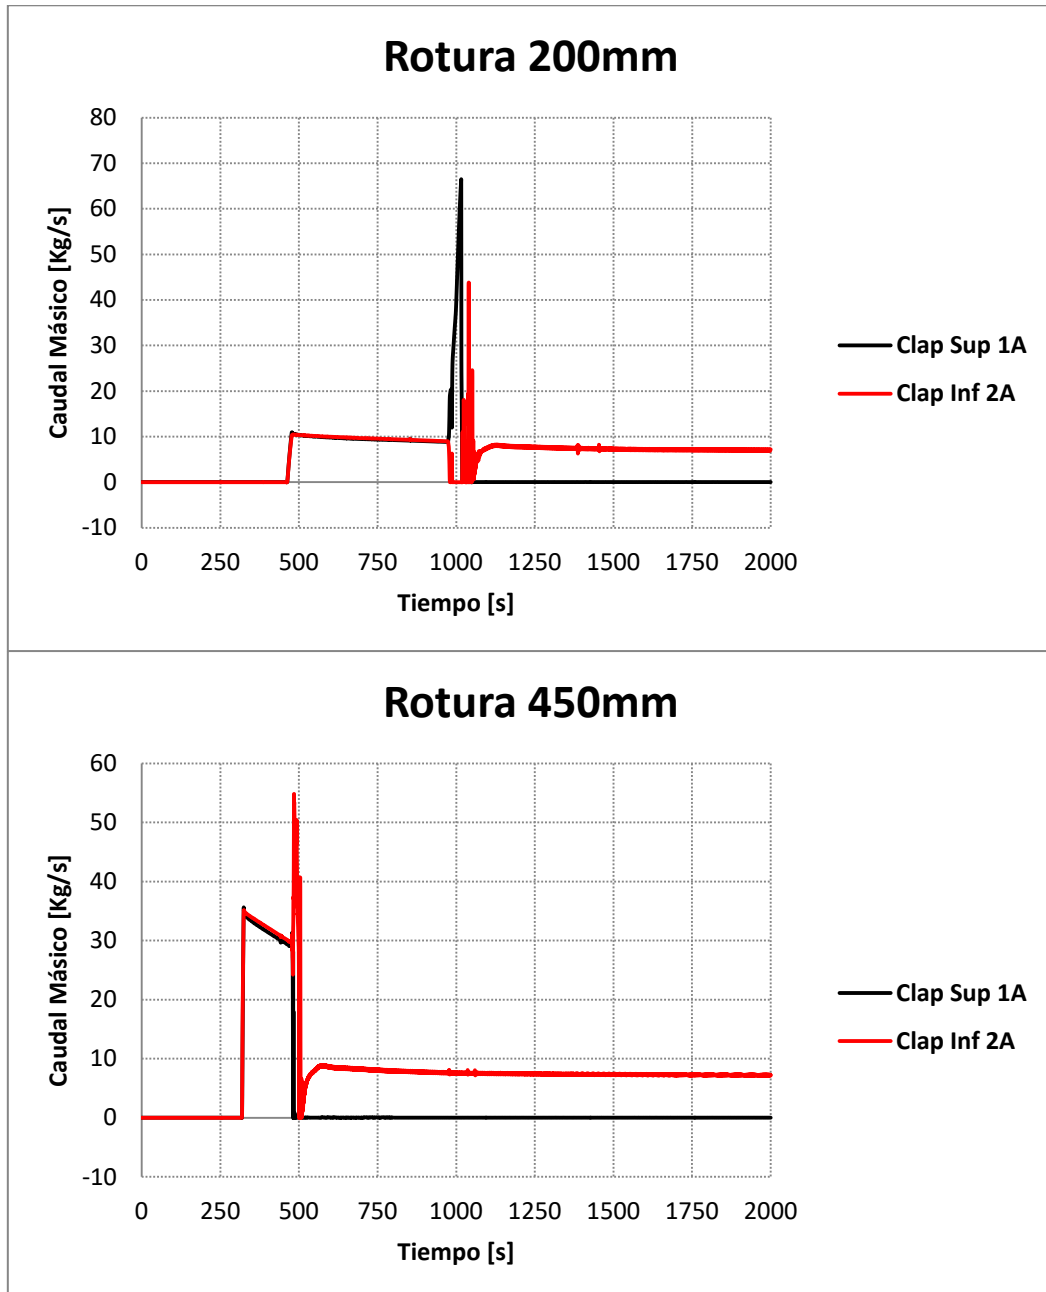 Rotura 200mm
80
70
60
50
40
30
20
10
0
-10
Caudal Másico [Kg/s]
0 250 500 750 1000 1250 1500 1750 2000
Tiempo [s]
Clap Sup 1A
Clap Inf 2A
Rotura 450mm
60
50
40
30
20
10
0
-10
Caudal Másico [Kg/s]
0 250 500 750 1000 1250 1500 1750 2000
Tiempo [s]
Clap Sup 1A
Clap Inf 2A